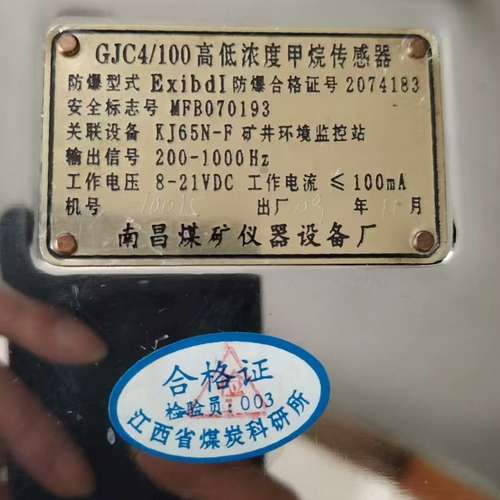 GJC4/100高低浓度甲烷传感器
防爆型式 ExibdI 防爆合格证号 2074183
安全标志号 MFB070193
关联设备 KJ65N-F 矿井环境监控站
输出信号 200-1000Hz
工作电压 8-21VDC 工作电流 ≤100mA
机号 出厂 年 月
南昌煤矿仪器设备厂
合格证
检验员:003
江西省煤炭科研所